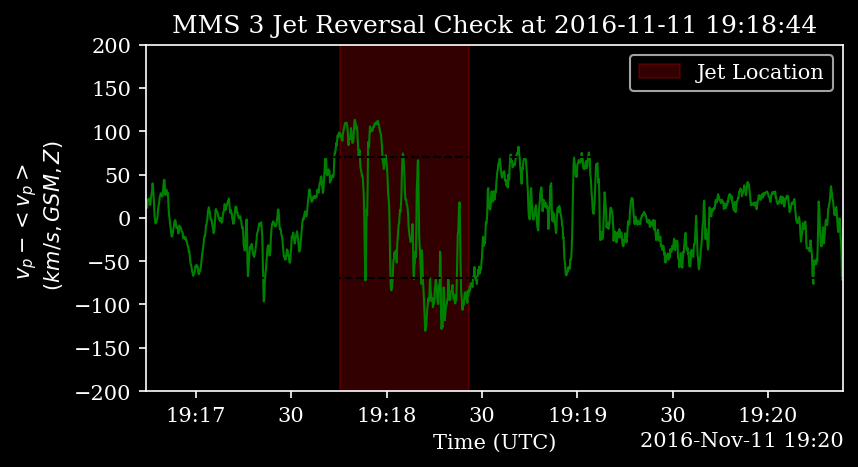 MMS 3 Jet Reversal Check at 2016-11-11 19:18:44
200
150
100
50
0
−50
−100
−150
−200
v_p − <v_p>
(km/s, GSM, Z)
Jet Location
19:17 30 19:18 30 19:19 30 19:20
Time (UTC)
2016-Nov-11 19:20